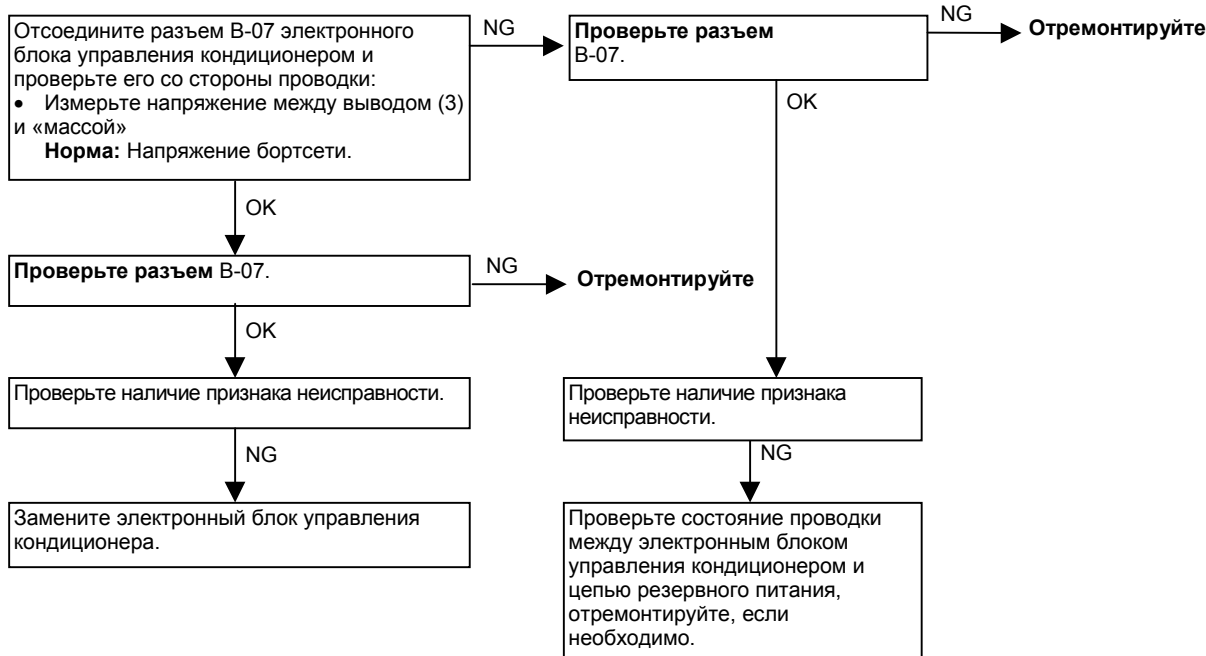 Отсоедините разъем В-07 электронного
блока управления кондиционером и
проверьте его со стороны проводки:
• Измерьте напряжение между выводом (3)
и «массой»
Норма: Напряжение бортсети.
NG
Проверьте разъем
В-07.
NG
Отремонтируйте
OK
OK
Проверьте разъем В-07.
NG
Отремонтируйте
OK
Проверьте наличие признака неисправности.
Проверьте наличие признака
неисправности.
NG
NG
Замените электронный блок управления
кондиционера.
Проверьте состояние проводки
между электронным блоком
управления кондиционером и
цепью резервного питания,
отремонтируйте, если
необходимо.